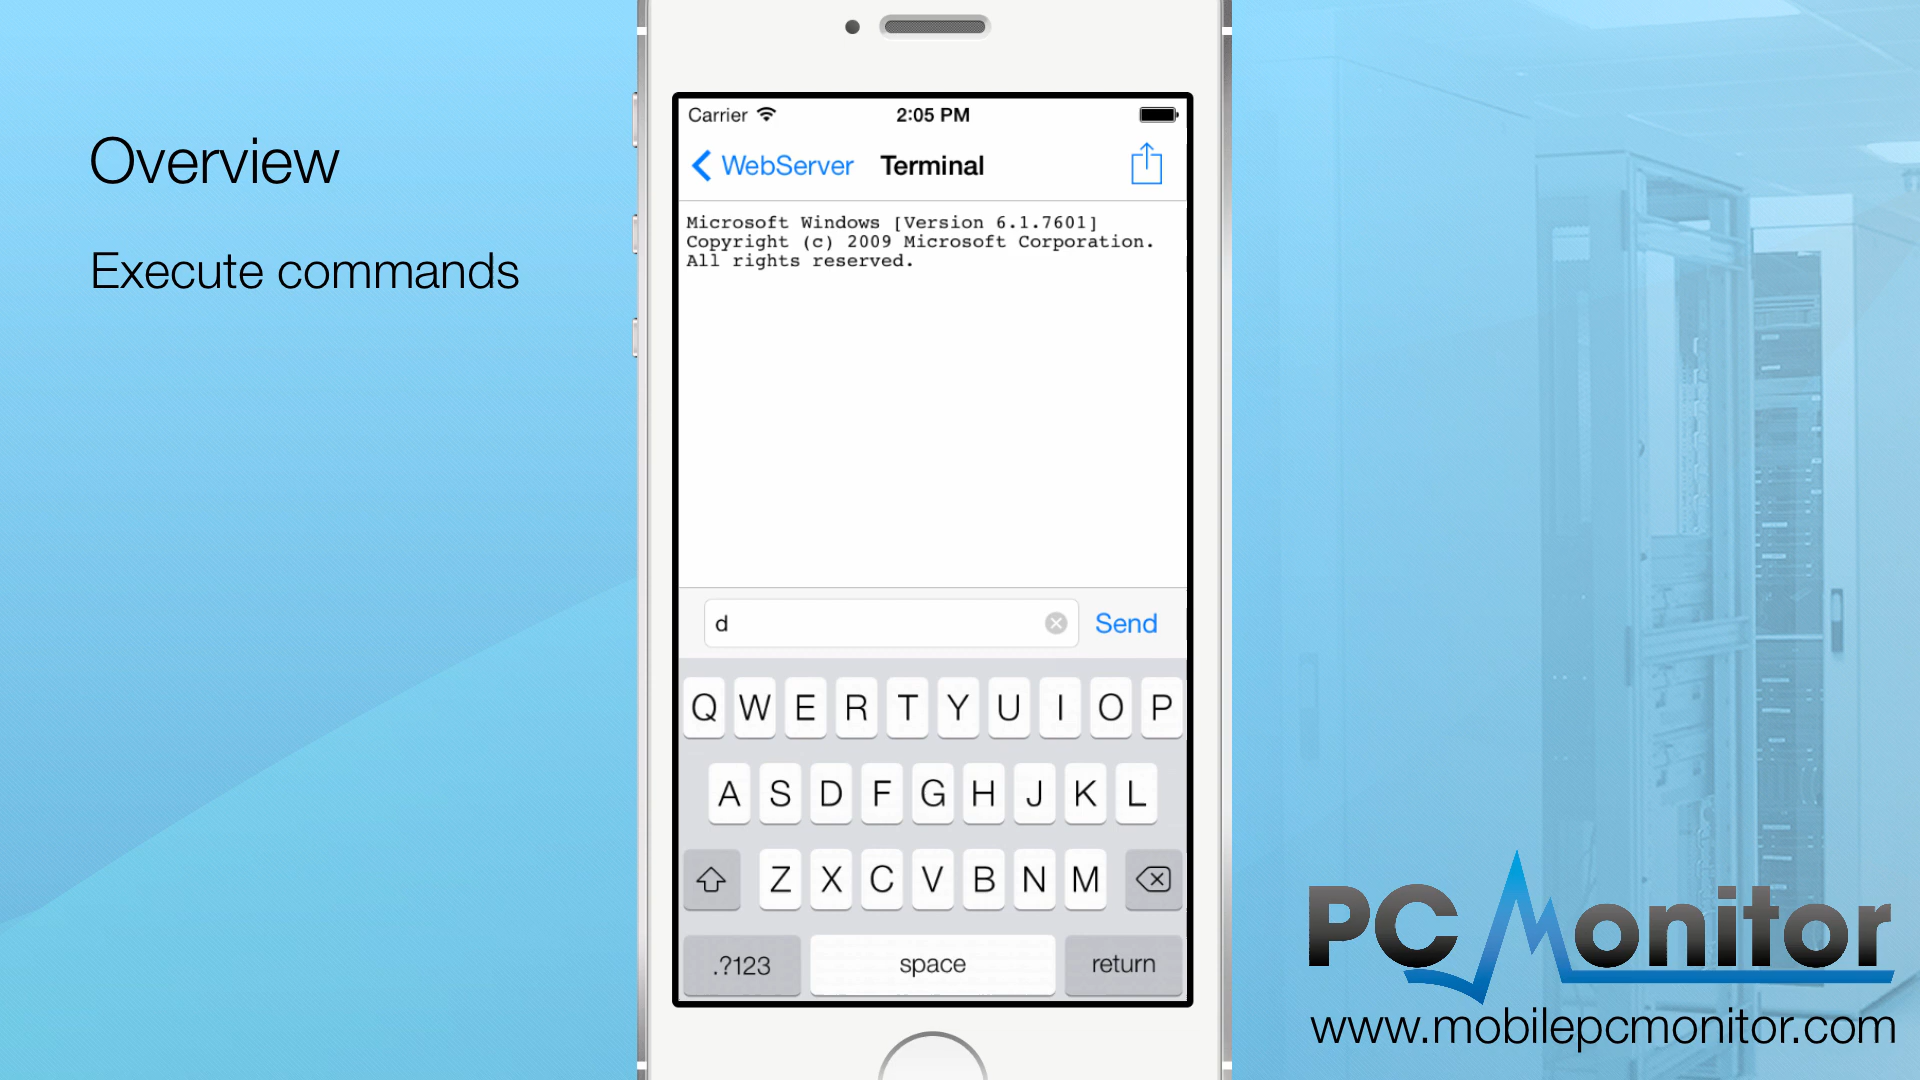 Overview
Execute commands
Carrier 2:05 PM
WebServer Terminal
Microsoft Windows [Version 6.1.7601]
Copyright (c) 2009 Microsoft Corporation.
All rights reserved.
d Send
Q W E R T Y U I O P
A S D F G H J K L
Z X C V B N M
.?123 space return
PC Monitor
www.mobilepcmonitor.com